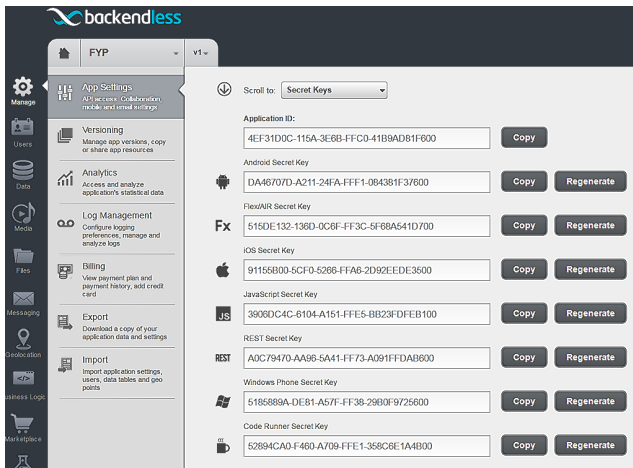 backendless
FYP
v1
Manage
Users
Data
Media
Files
Messaging
Geolocation
usiness Logic
Marketplace
App Settings
API access, Collaboration,
mobile and email settings
Versioning
Manage app versions, copy
or share app resources
Analytics
Access and analyze
application's statistical data
Log Management
Configure logging
preferences, manage and
analyze logs
Billing
View payment plan and
payment history, add credit
card
Export
Download a copy of your
application data and settings
Import
Import application settings,
users, data tables and geo
points
Scroll to: Secret Keys
Application ID:
4EF31D0C-115A-3E6B-FFC0-41B9AD81F600 Copy
Android Secret Key
DA46707D-A211-24FA-FFF1-084381F37600 Copy Regenerate
Flex/AIR Secret Key
Fx 515DE132-136D-0C6F-FF3C-5F68A541D700 Copy Regenerate
iOS Secret Key
91155B00-5CF0-5266-FFA6-2D92EEDE3500 Copy Regenerate
JavaScript Secret Key
JS 3906DC4C-6104-A151-FFE5-BB23FDFEB100 Copy Regenerate
REST Secret Key
REST A0C79470-AA96-5A41-FF73-A091FFDAB600 Copy Regenerate
Windows Phone Secret Key
5185889A-DE81-A57F-FF38-29B0F9725600 Copy Regenerate
Code Runner Secret Key
52894CA0-F460-A709-FFE1-358C6E1A4B00 Copy Regenerate